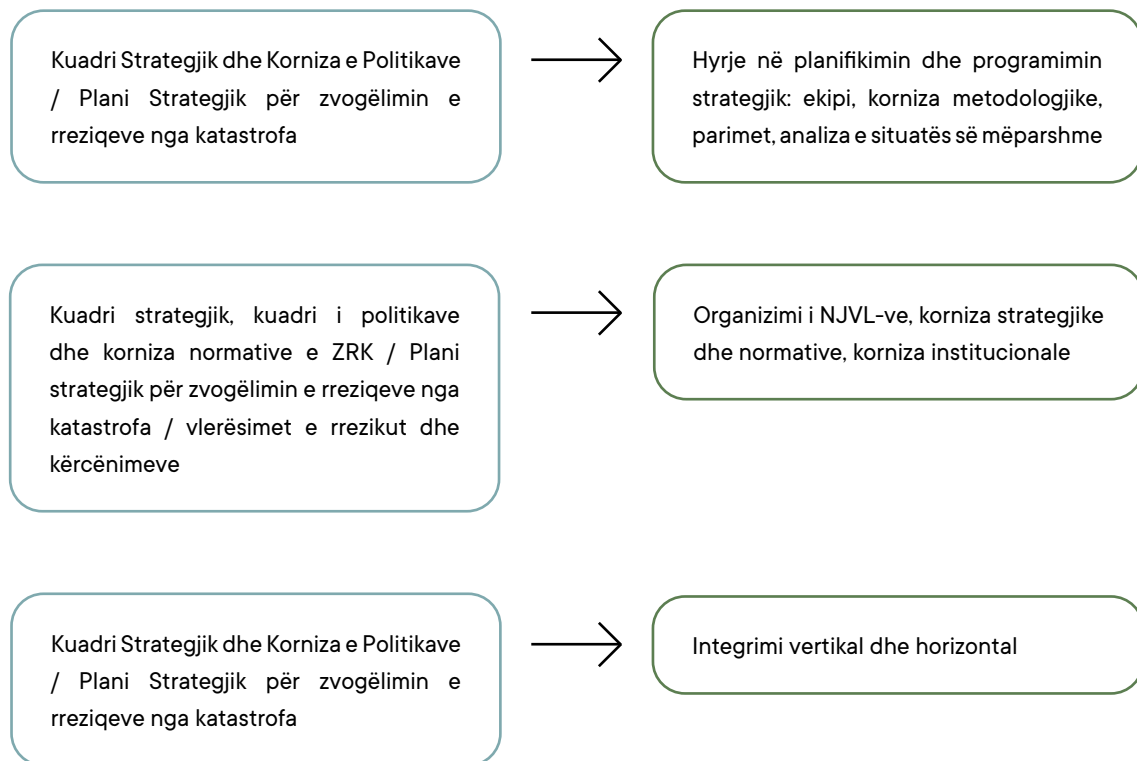 Kuadri Strategjik dhe Korniza e Politikave
/ Plani Strategjik për zvogëlimin e
rreziqeve nga katastrofa
Hyrje në planifikimin dhe programimin
strategjik: ekipi, korniza metodologjike,
parimet, analiza e situatës së mëparshme
Kuadri strategjik, kuadri i politikave
dhe korniza normative e ZRK / Plani
strategjik për zvogëlimin e rreziqeve nga
katastrofa / vlerësimet e rrezikut dhe
kërcënimeve
Organizimi i NJVL-ve, korniza strategjike
dhe normative, korniza institucionale
Kuadri Strategjik dhe Korniza e Politikave
/ Plani Strategjik për zvogëlimin e
rreziqeve nga katastrofa
Integrimi vertikal dhe horizontal